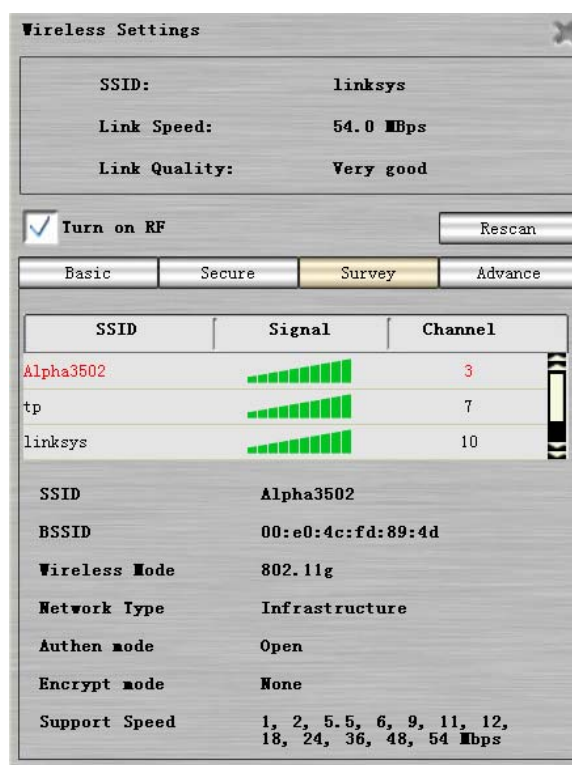 Wireless Settings
SSID: linksys
Link Speed: 54.0 MBps
Link Quality: Very good
Turn on RF Rescan
Basic Secure Survey Advance
SSID Signal Channel
Alpha3502 3
tp 7
linksys 10
SSID Alpha3502
BSSID 00:e0:4c:fd:89:4d
Wireless Mode 802.11g
Network Type Infrastructure
Authen mode Open
Encrypt mode None
Support Speed 1, 2, 5.5, 6, 9, 11, 12,
18, 24, 36, 48, 54 Mbps